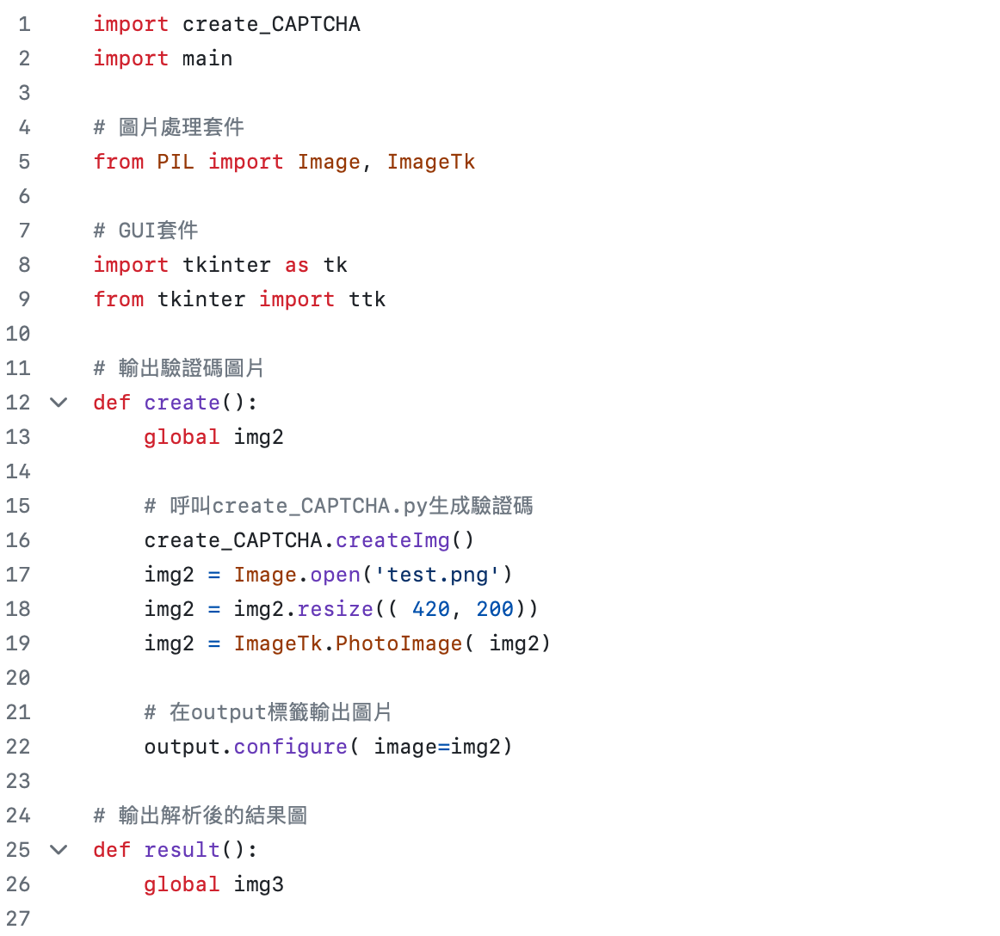 1 import create_CAPTCHA
2 import main
3
4 # 圖片處理套件
5 from PIL import Image, ImageTk
6
7 # GUI套件
8 import tkinter as tk
9 from tkinter import ttk
10
11 # 輸出驗證碼圖片
12 def create():
13     global img2
14
15     # 呼叫create_CAPTCHA.py生成驗證碼
16     create_CAPTCHA.createImg()
17     img2 = Image.open('test.png')
18     img2 = img2.resize(( 420, 200))
19     img2 = ImageTk.PhotoImage( img2)
20
21     # 在output標籤輸出圖片
22     output.configure( image=img2)
23
24 # 輸出解析後的結果圖
25 def result():
26     global img3
27